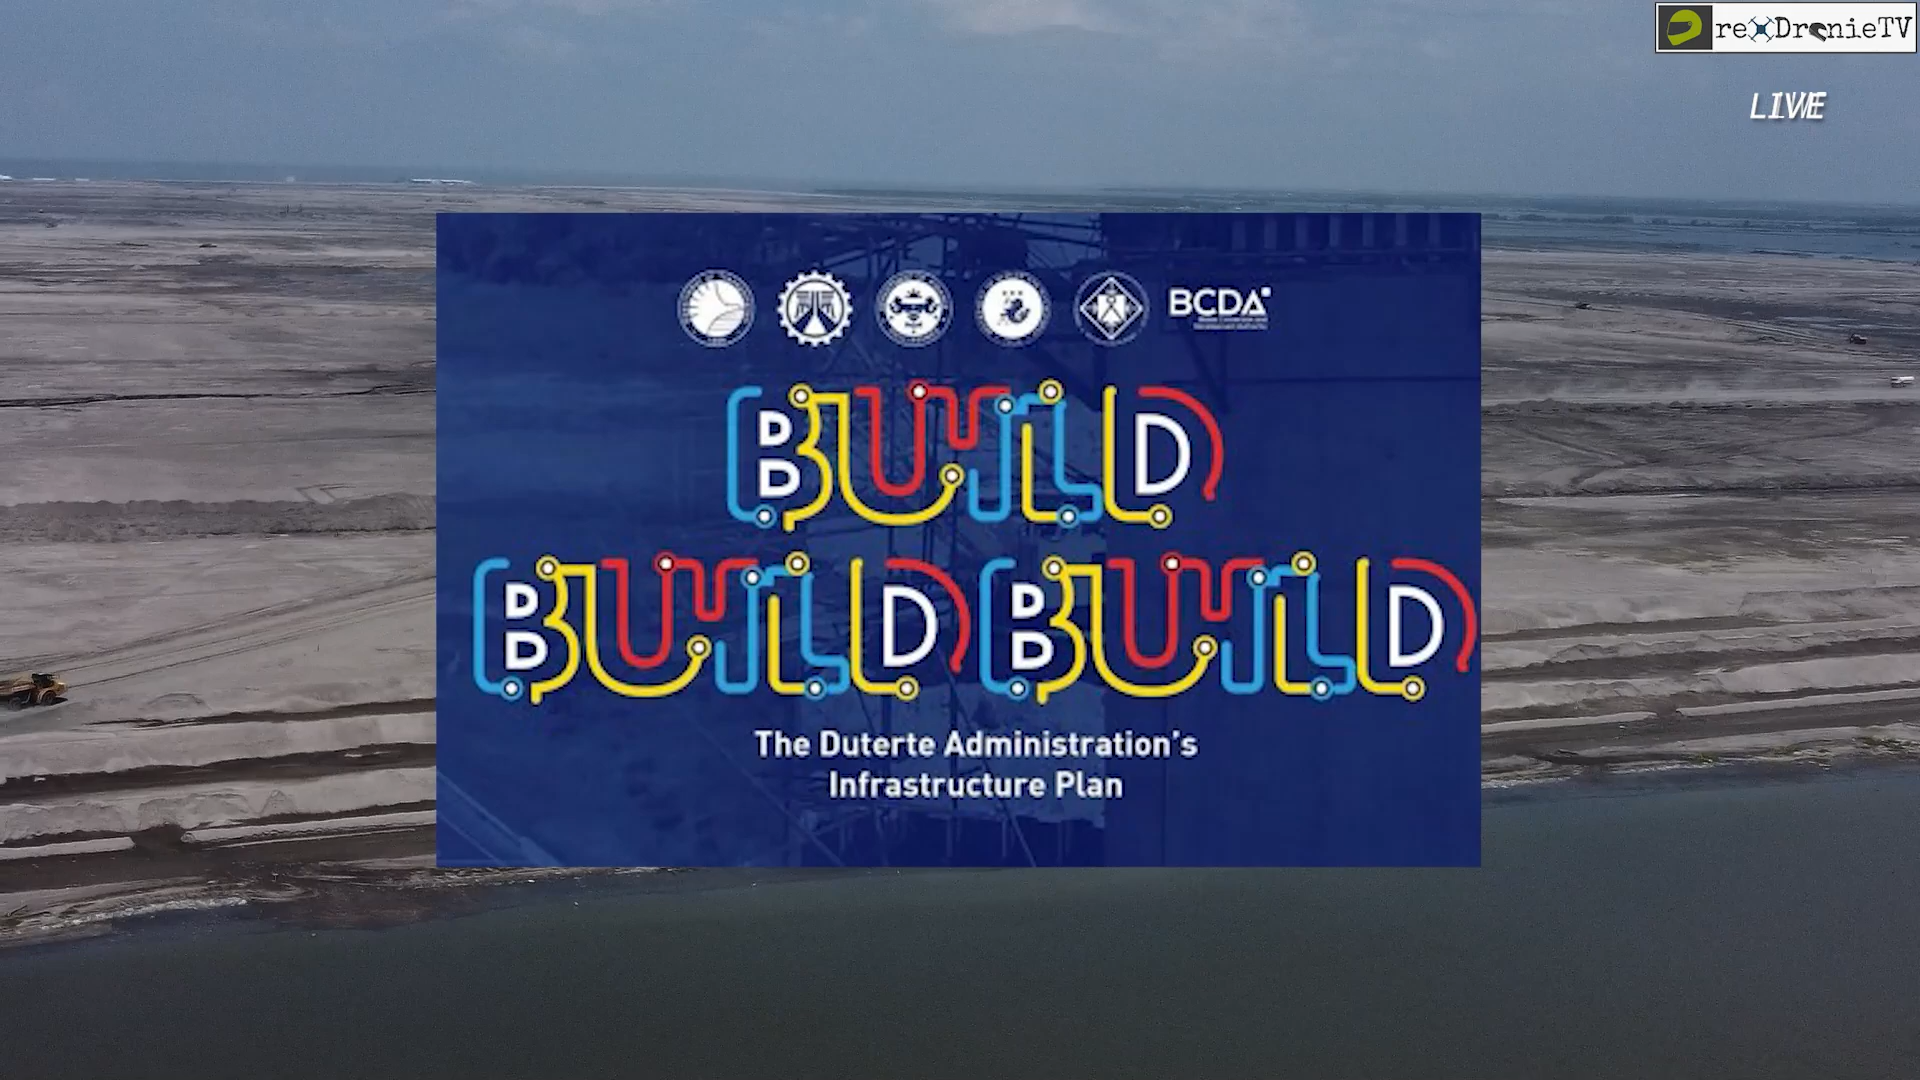 rexDronieTV
LIVE
BCDA
BUILD
BUILD BUILD
The Duterte Administration's
Infrastructure Plan